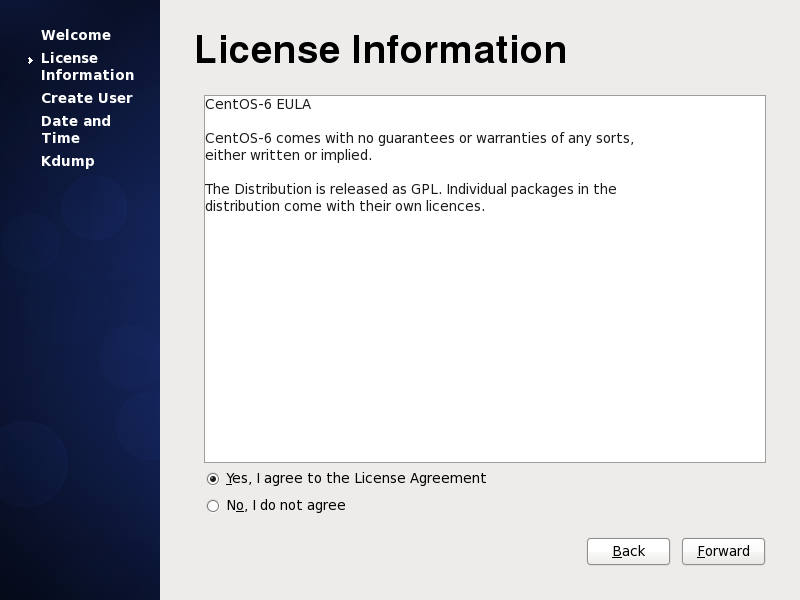 Welcome
License
Information
Create User
Date and
Time
Kdump
License Information
CentOS-6 EULA
CentOS-6 comes with no guarantees or warranties of any sorts,
either written or implied.
The Distribution is released as GPL. Individual packages in the
distribution come with their own licences.
Yes, I agree to the License Agreement
No, I do not agree
Back
Forward